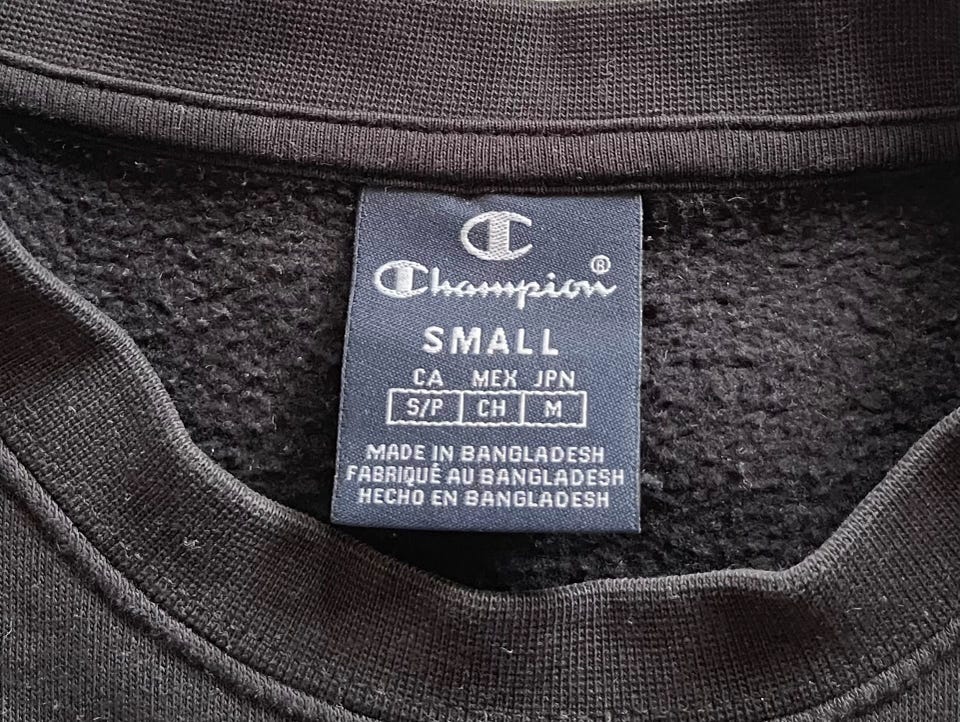 C
Champion®
SMALL
CA MEX JPN
S/P CH M
MADE IN BANGLADESH
FABRIQUÉ AU BANGLADESH
HECHO EN BANGLADESH